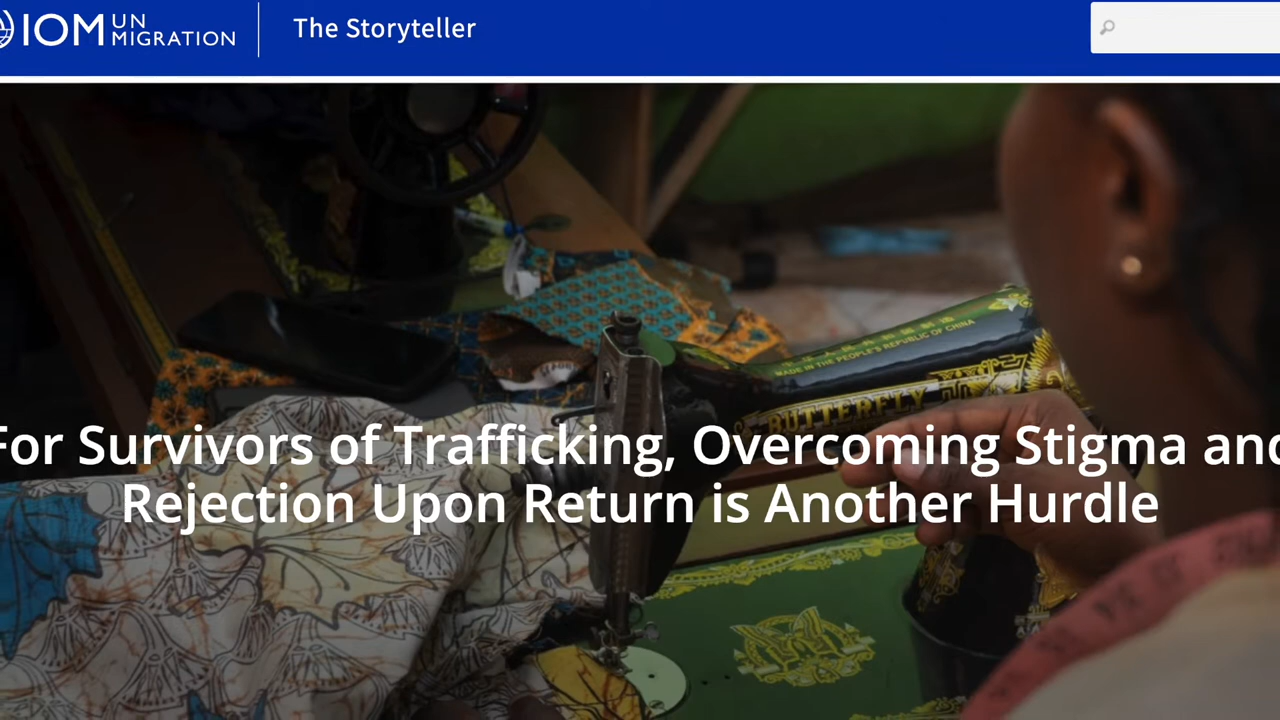 IOM UN MIGRATION
The Storyteller
MADE IN THE PEOPLE'S REPUBLIC OF CHINA
BUTTERFLY
For Survivors of Trafficking, Overcoming Stigma and
Rejection Upon Return is Another Hurdle